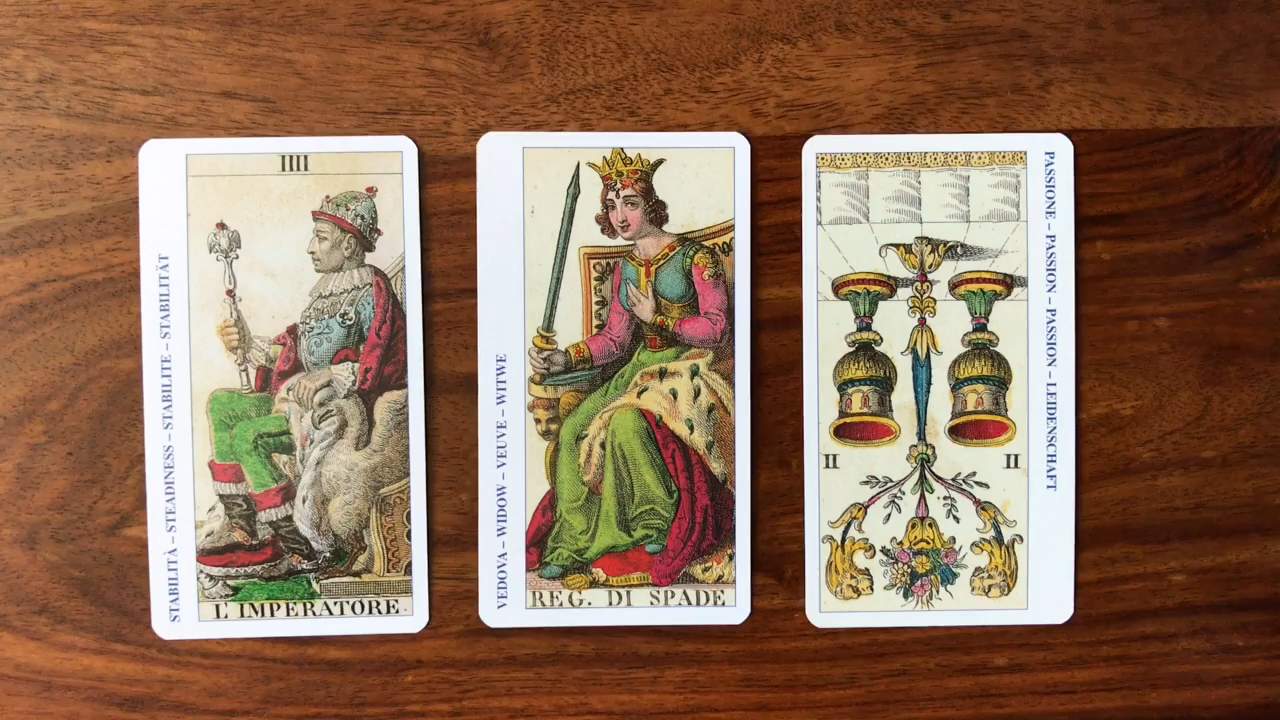 IIII
STABILITÀ – STEADINESS – STABILITE – STABILITÄT
L'IMPERATORE.
VEDOVA – WIDOW – VEUVE – WITWE
REG. DI SPADE
PASSIONE – PASSION – PASSION – LEIDENSCHAFT
II II